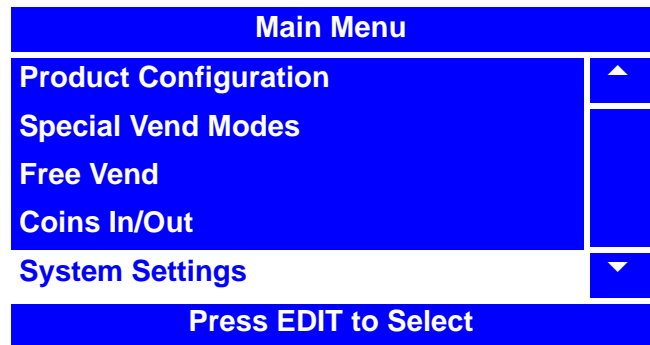 Main Menu
Product Configuration
Special Vend Modes
Free Vend
Coins In/Out
System Settings
Press EDIT to Select